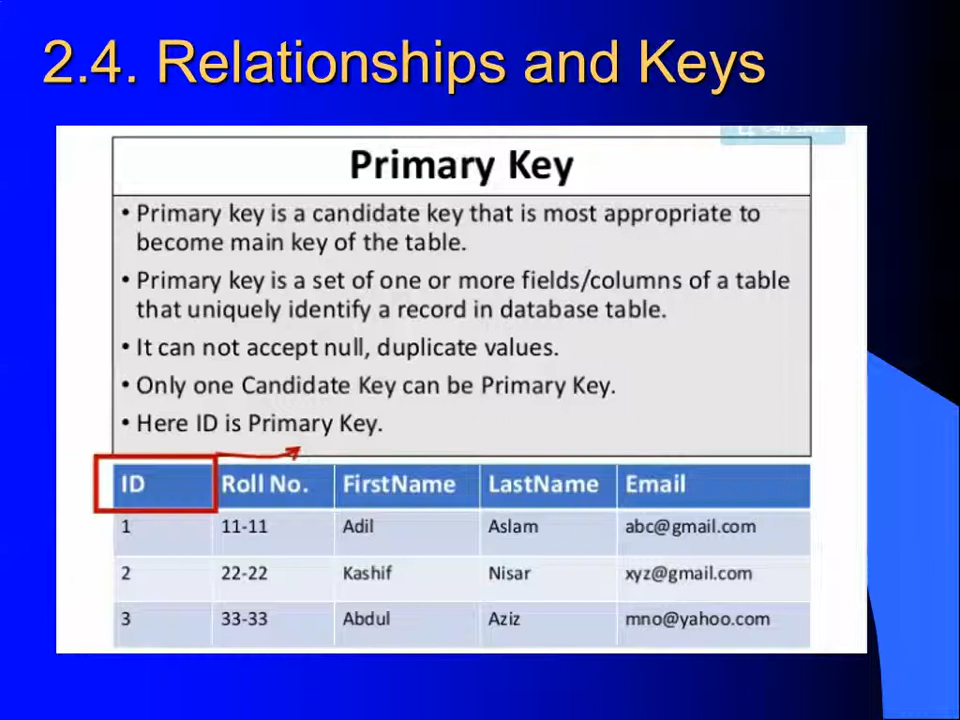 2.4. Relationships and Keys
Primary Key
• Primary key is a candidate key that is most appropriate to
become main key of the table.
• Primary key is a set of one or more fields/columns of a table
that uniquely identify a record in database table.
• It can not accept null, duplicate values.
• Only one Candidate Key can be Primary Key.
• Here ID is Primary Key.
ID Roll No. FirstName LastName Email
1 11-11 Adil Aslam abc@gmail.com
2 22-22 Kashif Nisar xyz@gmail.com
3 33-33 Abdul Aziz mno@yahoo.com